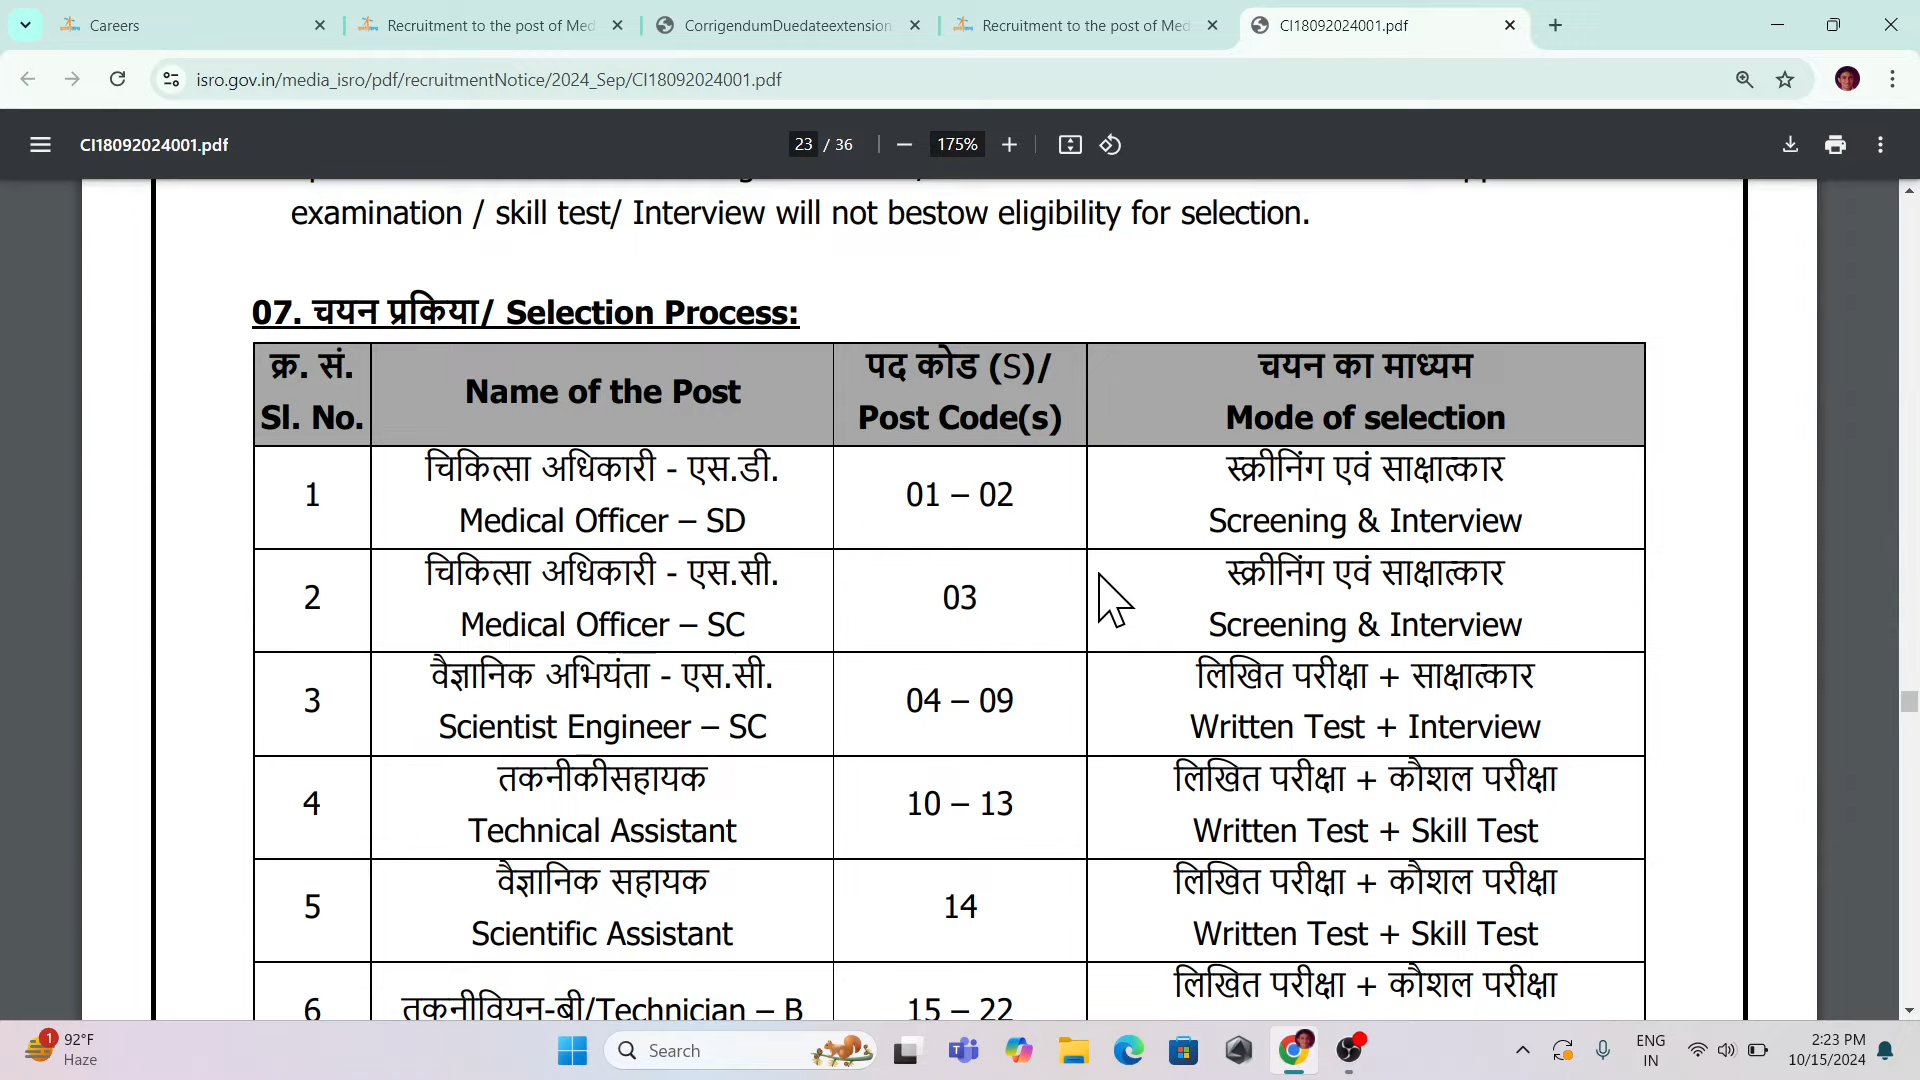 Careers
Recruitment to the post of Med
CorrigendumDuedateextension
Recruitment to the post of Med
CI18092024001.pdf
isro.gov.in/media_isro/pdf/recruitmentNotice/2024_Sep/CI18092024001.pdf
CI18092024001.pdf
23 / 36
175%
examination / skill test/ Interview will not bestow eligibility for selection.
07. चयन प्रकिया/ Selection Process:
क्र. सं.
Sl. No.
Name of the Post
पद कोड (S)/
Post Code(s)
चयन का माध्यम
Mode of selection
1
चिकित्सा अधिकारी - एस.डी.
Medical Officer – SD
01 – 02
स्क्रीनिंग एवं साक्षात्कार
Screening & Interview
2
चिकित्सा अधिकारी - एस.सी.
Medical Officer – SC
03
स्क्रीनिंग एवं साक्षात्कार
Screening & Interview
3
वैज्ञानिक अभियंता - एस.सी.
Scientist Engineer – SC
04 – 09
लिखित परीक्षा + साक्षात्कार
Written Test + Interview
4
तकनीकीसहायक
Technical Assistant
10 – 13
लिखित परीक्षा + कौशल परीक्षा
Written Test + Skill Test
5
वैज्ञानिक सहायक
Scientific Assistant
14
लिखित परीक्षा + कौशल परीक्षा
Written Test + Skill Test
6
तकनीवियन-बी/Technician – B
15 – 22
लिखित परीक्षा + कौशल परीक्षा
1
92°F
Haze
Search
ENG
IN
2:23 PM
10/15/2024